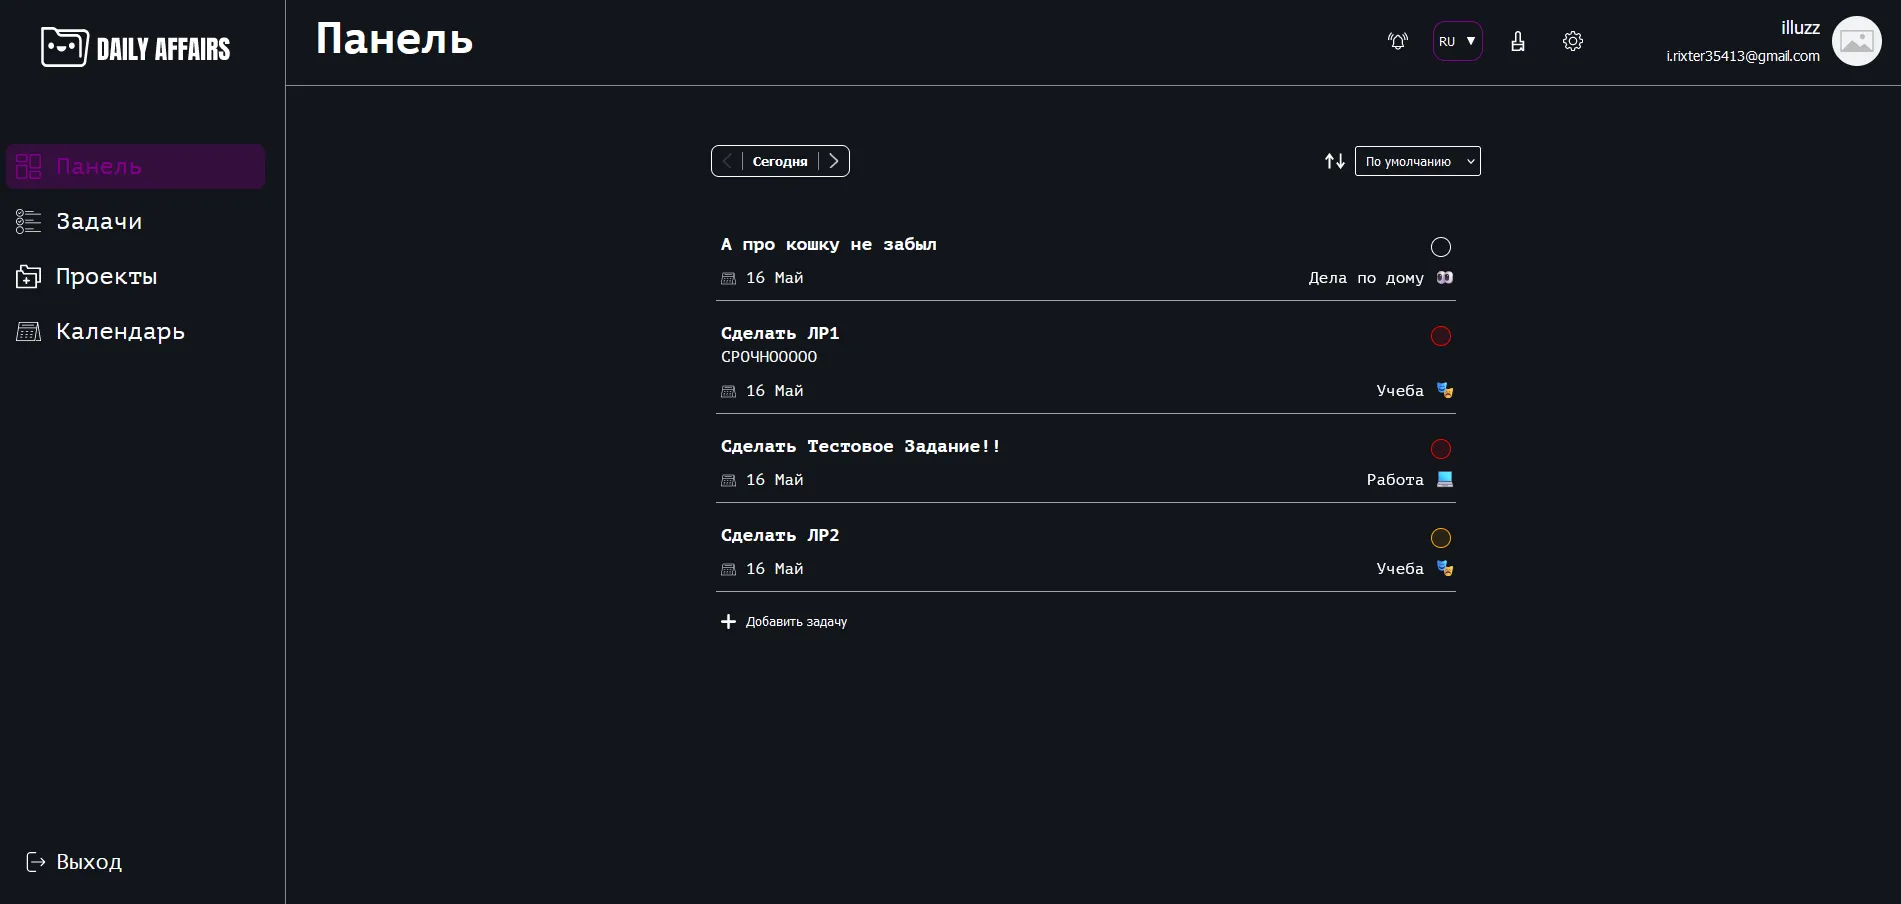 DAILY AFFAIRS
Панель
RU ▼
illuzz
i.rixter35413@gmail.com
Панель
Задачи
Проекты
Календарь
Выход
Сегодня
По умолчанию
А про кошку не забыл
16 Май
Дела по дому
Сделать ЛР1
СРОЧНООООО
16 Май
Учеба
Сделать Тестовое Задание!!
16 Май
Работа
Сделать ЛР2
16 Май
Учеба
Добавить задачу